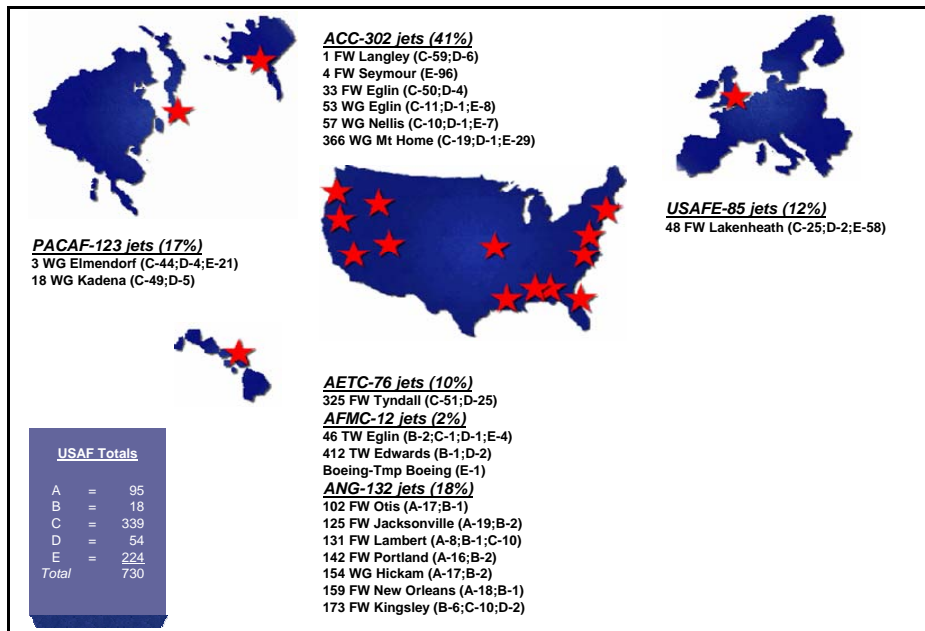 ACC-302 jets (41%)
1 FW Langley (C-59;D-6)
4 FW Seymour (E-96)
33 FW Eglin (C-50;D-4)
53 WG Eglin (C-11;D-1;E-8)
57 WG Nellis (C-10;D-1;E-7)
366 WG Mt Home (C-19;D-1;E-29)
USAFE-85 jets (12%)
48 FW Lakenheath (C-25;D-2;E-58)
PACAF-123 jets (17%)
3 WG Elmendorf (C-44;D-4;E-21)
18 WG Kadena (C-49;D-5)
AETC-76 jets (10%)
325 FW Tyndall (C-51;D-25)
AFMC-12 jets (2%)
46 TW Eglin (B-2;C-1;D-1;E-4)
412 TW Edwards (B-1;D-2)
Boeing-Tmp Boeing (E-1)
ANG-132 jets (18%)
102 FW Otis (A-17;B-1)
125 FW Jacksonville (A-19;B-2)
131 FW Lambert (A-8;B-1;C-10)
142 FW Portland (A-16;B-2)
154 WG Hickam (A-17;B-2)
159 FW New Orleans (A-18;B-1)
173 FW Kingsley (B-6;C-10;D-2)
USAF Totals
A = 95
B = 18
C = 339
D = 54
E = 224
Total 730